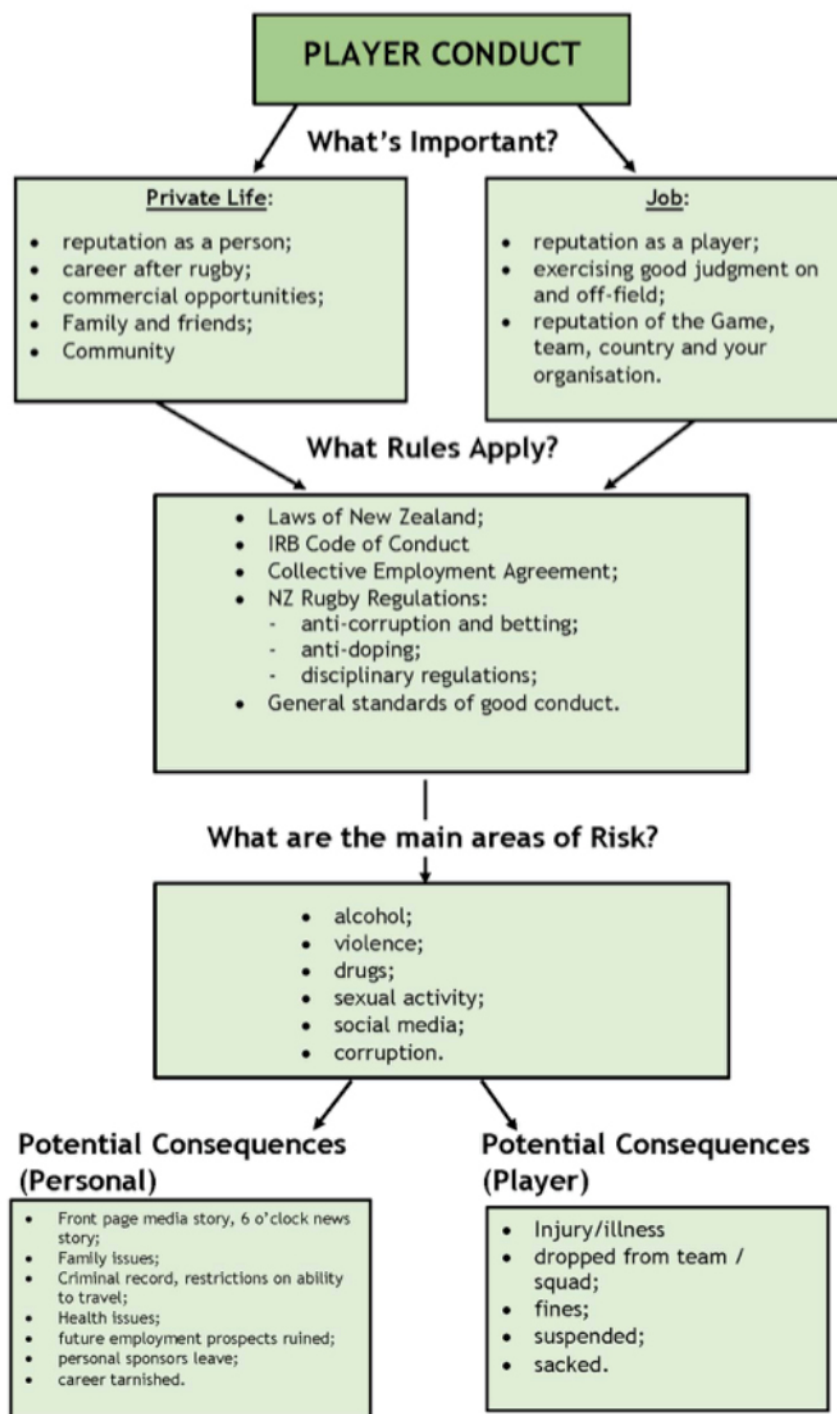 PLAYER CONDUCT
What's Important?
Private Life:
• reputation as a person;
• career after rugby;
• commercial opportunities;
• Family and friends;
• Community
Job:
• reputation as a player;
• exercising good judgment on
and off-field;
• reputation of the Game,
team, country and your
organisation.
What Rules Apply?
• Laws of New Zealand;
• IRB Code of Conduct
• Collective Employment Agreement;
• NZ Rugby Regulations:
- anti-corruption and betting;
- anti-doping;
- disciplinary regulations;
• General standards of good conduct.
What are the main areas of Risk?
• alcohol;
• violence;
• drugs;
• sexual activity;
• social media;
• corruption.
Potential Consequences
(Personal)
• Front page media story, 6 o'clock news
story;
• Family issues;
• Criminal record, restrictions on ability
to travel;
• Health issues;
• future employment prospects ruined;
• personal sponsors leave;
• career tarnished.
Potential Consequences
(Player)
• Injury/illness
• dropped from team /
squad;
• fines;
• suspended;
• sacked.